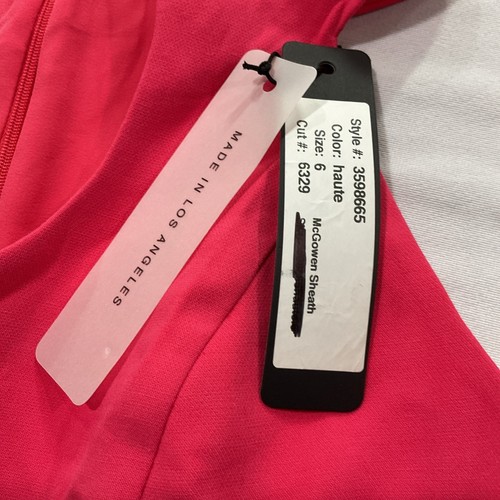 MADE IN LOS ANGELES
Style #: 3598665
Color: haute
Size: 6
Cut #: 6329
McGowen Sheath